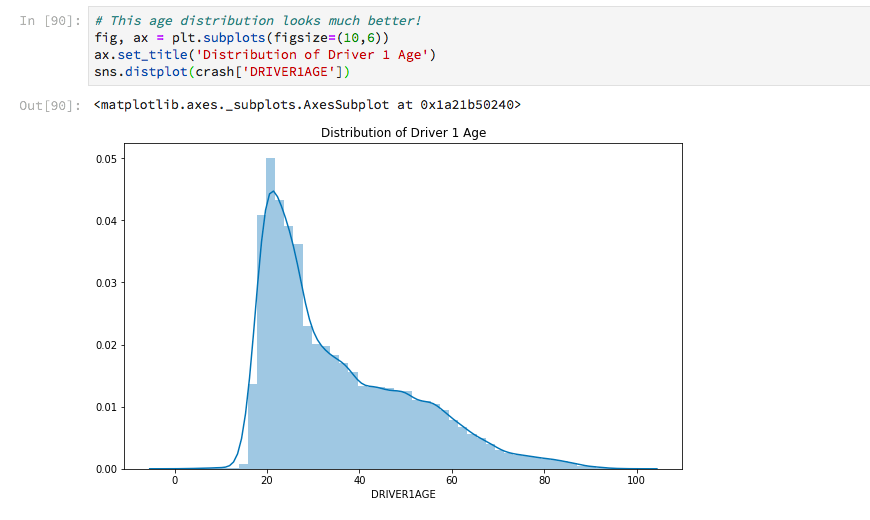 In [90]: # This age distribution looks much better!
fig, ax = plt.subplots(figsize=(10,6))
ax.set_title('Distribution of Driver 1 Age')
sns.distplot(crash['DRIVER1AGE'])
Out[90]: <matplotlib.axes._subplots.AxesSubplot at 0x1a21b50240>
Distribution of Driver 1 Age
0.05
0.04
0.03
0.02
0.01
0.00
0 20 40 60 80 100
DRIVER1AGE